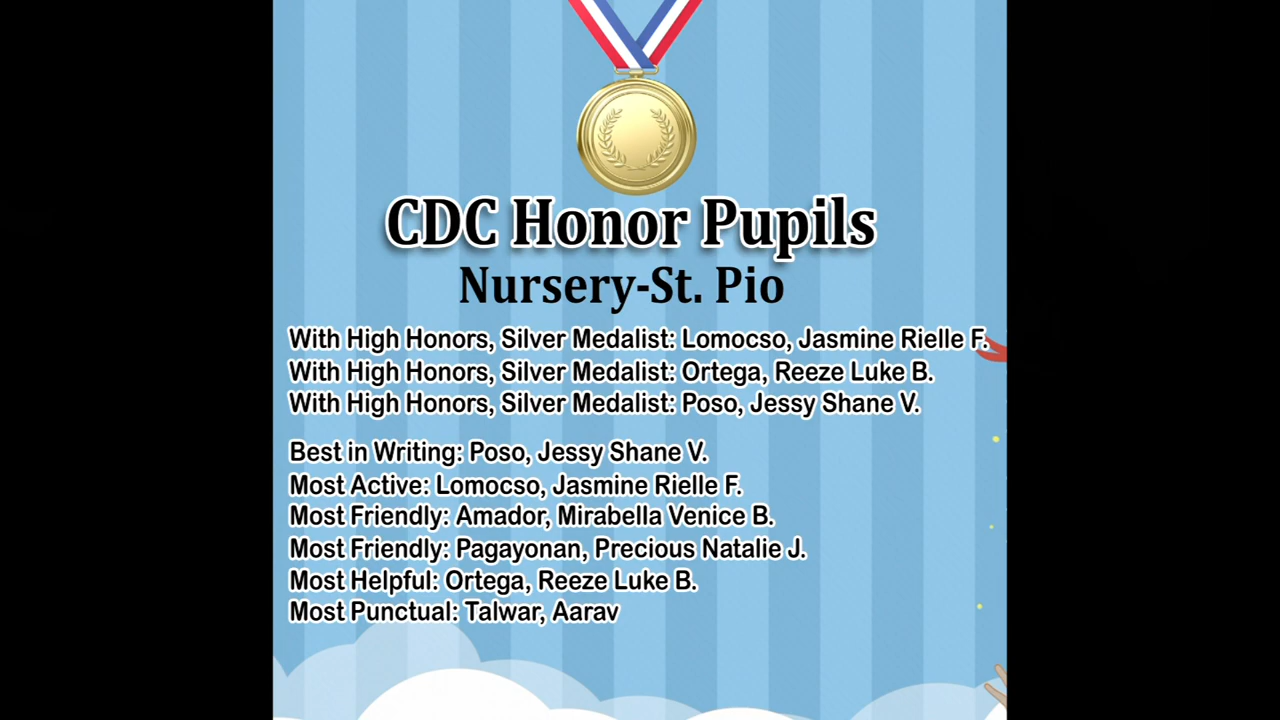 CDC Honor Pupils
Nursery-St. Pio
With High Honors, Silver Medalist: Lomocso, Jasmine Rielle F.
With High Honors, Silver Medalist: Ortega, Reeze Luke B.
With High Honors, Silver Medalist: Poso, Jessy Shane V.
Best in Writing: Poso, Jessy Shane V.
Most Active: Lomocso, Jasmine Rielle F.
Most Friendly: Amador, Mirabella Venice B.
Most Friendly: Pagayonan, Precious Natalie J.
Most Helpful: Ortega, Reeze Luke B.
Most Punctual: Talwar, Aarav